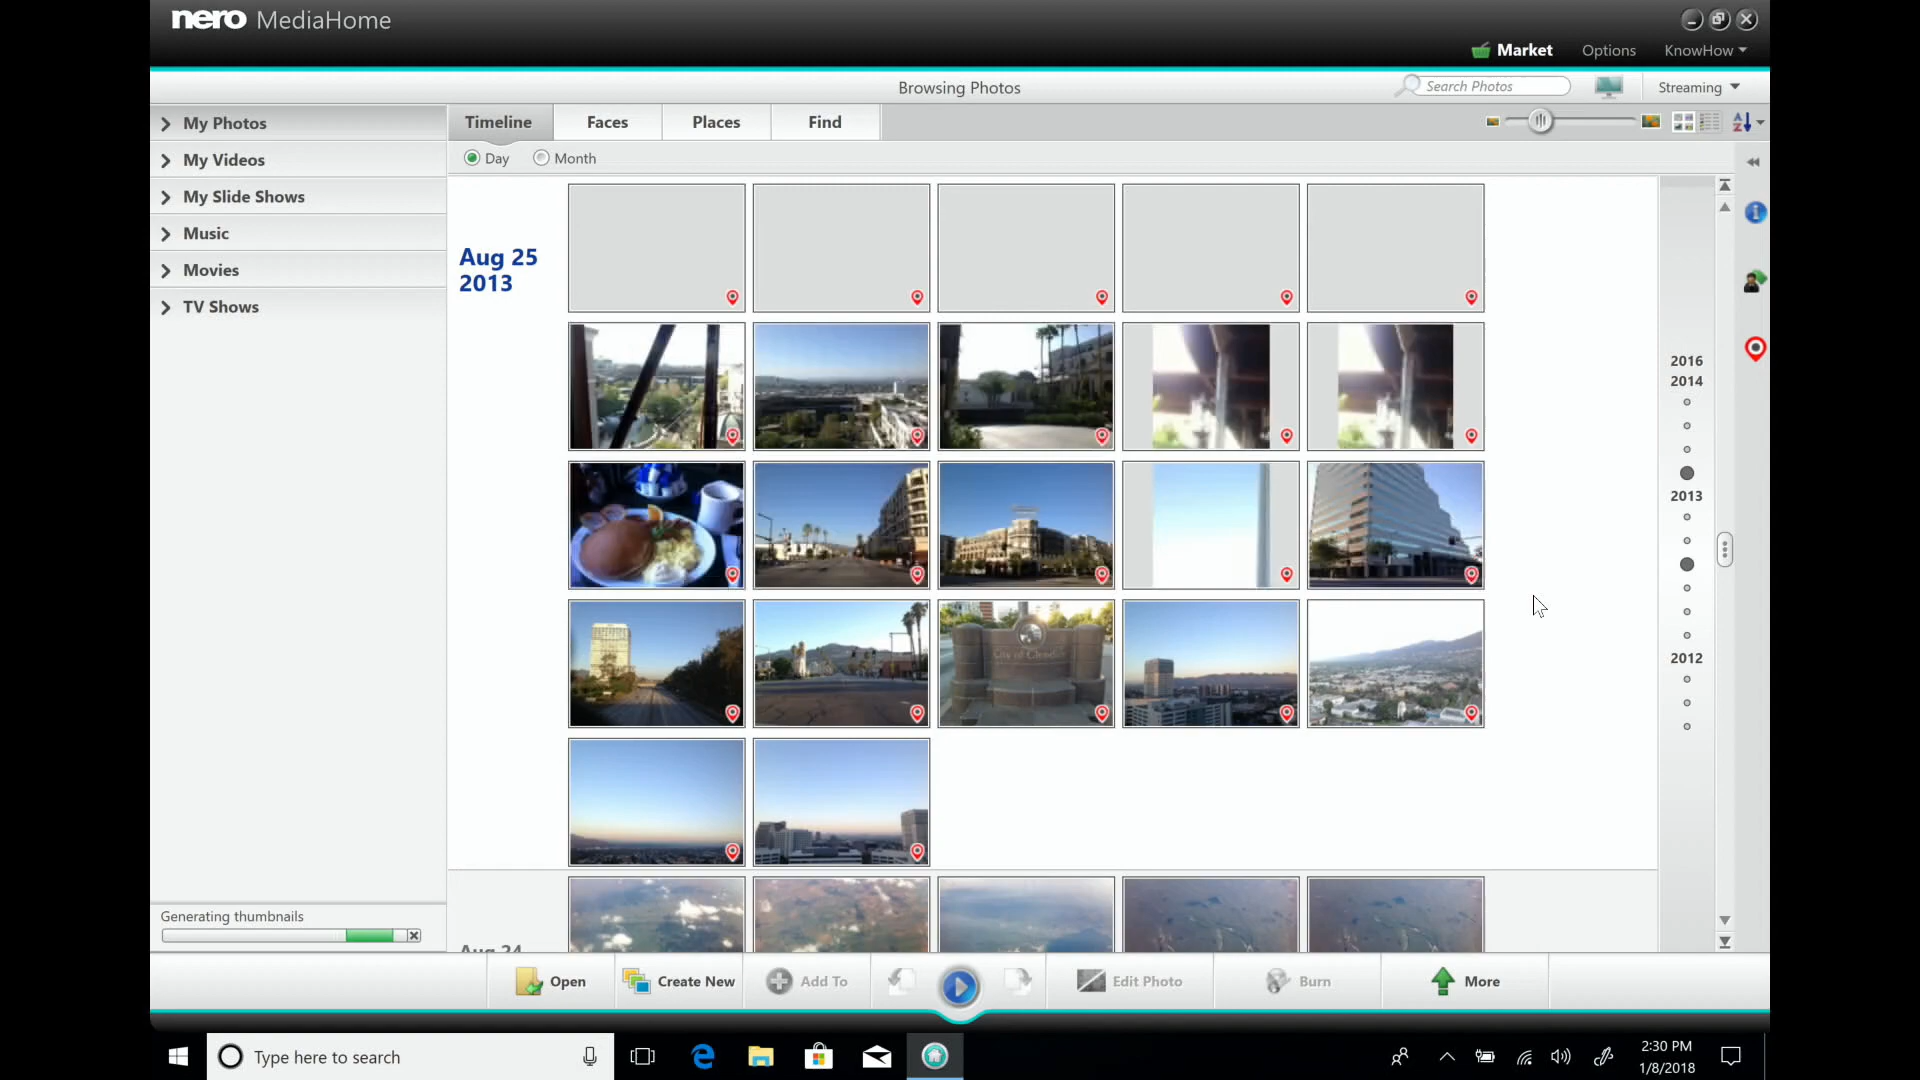 nero MediaHome
Market Options KnowHow
Browsing Photos
Search Photos
Streaming
My Photos
My Videos
My Slide Shows
Music
Movies
TV Shows
Timeline Faces Places Find
Day Month
Aug 25
2013
2016
2014
2013
2012
Aug 24
Generating thumbnails
Open Create New Add To Edit Photo Burn More
Type here to search
2:30 PM
1/8/2018